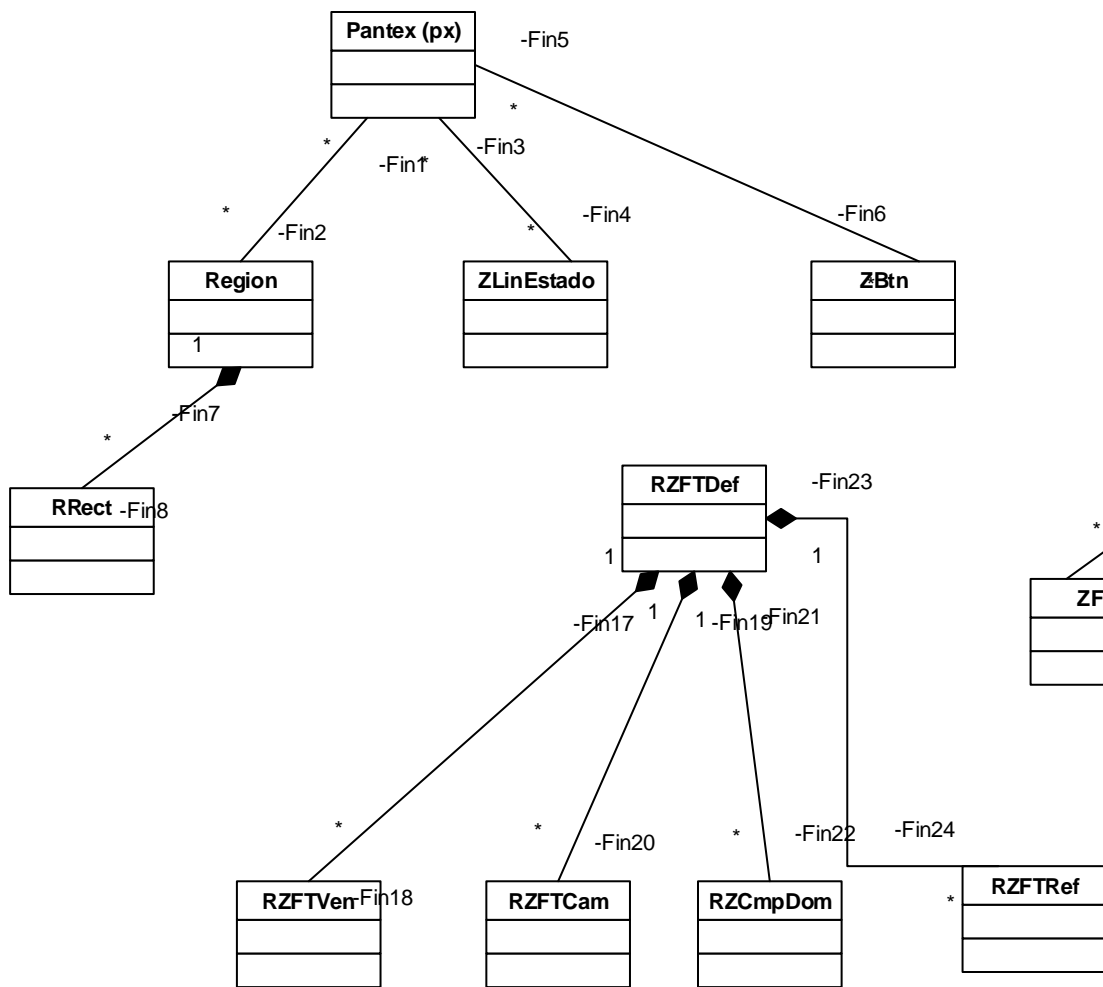 Pantex (px)
-Fin5
*
*
-Fin1
*
-Fin3
*
-Fin2
*
-Fin4
-Fin6
Region
ZLinEstado
ZBtn
*
1
-Fin7
*
RRect
-Fin8
RZFTDef
-Fin23
*
1
1
ZF
-Fin17
1
1
-Fin19
-Fin21
*
*
-Fin20
*
-Fin22
-Fin24
RZFTVen
-Fin18
RZFTCam
RZCmpDom
*
RZFTRef